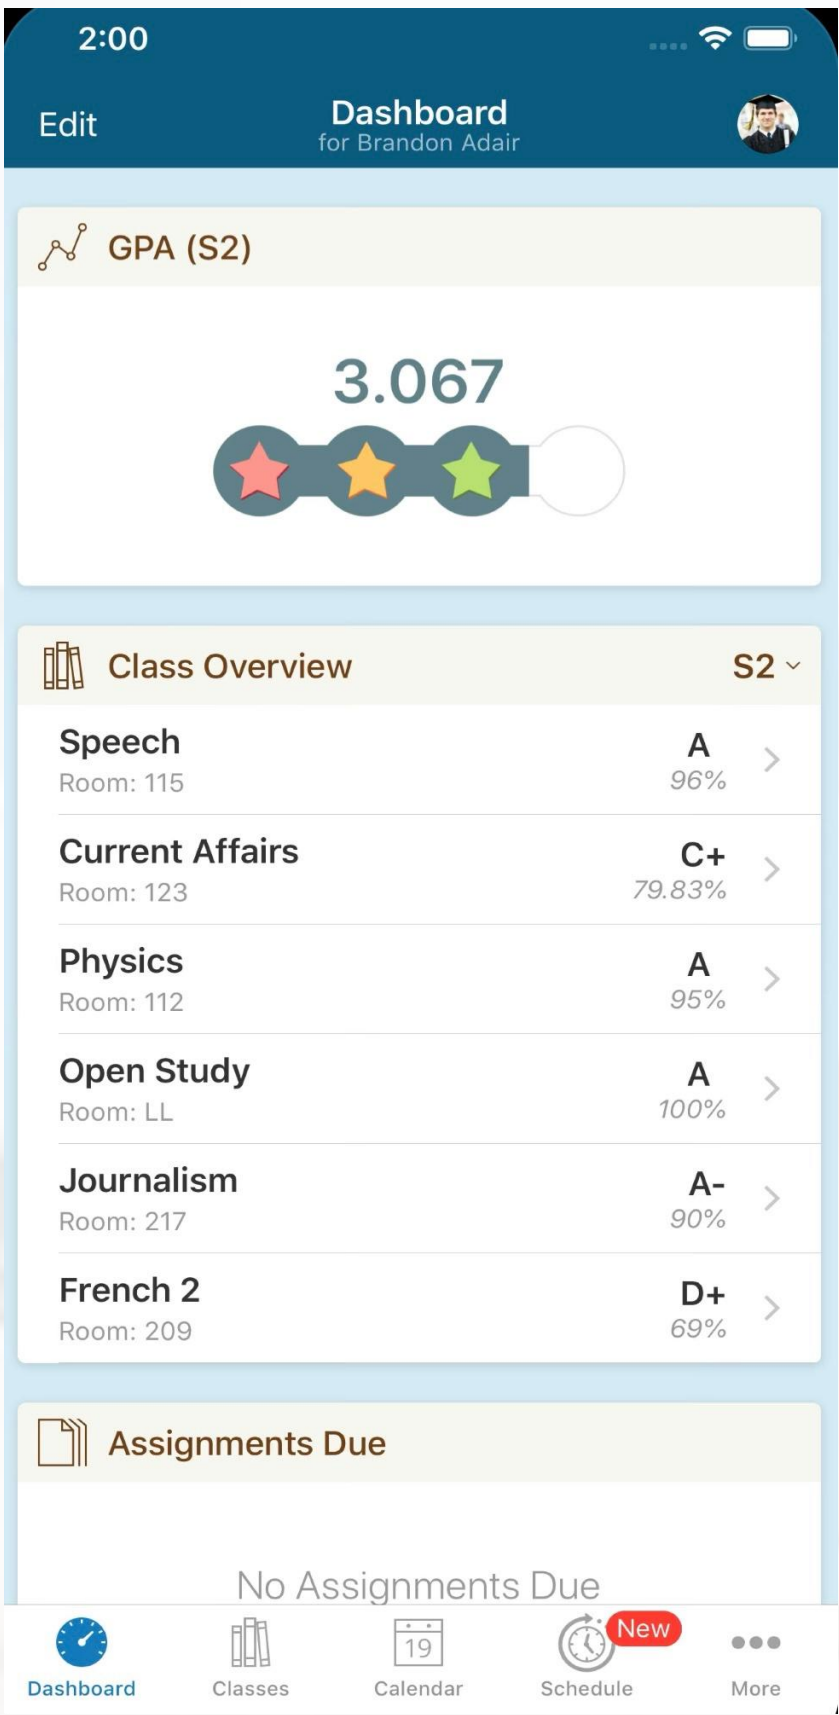 2:00
Edit
Dashboard
for Brandon Adair
GPA (S2)
3.067
Class Overview
S2
Speech
A
Room: 115
96%
Current Affairs
C+
Room: 123
79.83%
Physics
A
Room: 112
95%
Open Study
A
Room: LL
100%
Journalism
A-
Room: 217
90%
French 2
D+
Room: 209
69%
Assignments Due
No Assignments Due
New
19
Dashboard
Classes
Calendar
Schedule
More